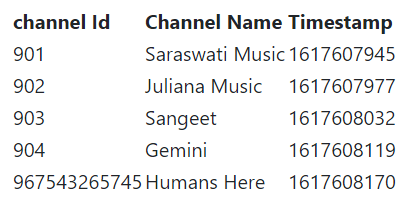 channel Id Channel Name Timestamp
901 Saraswati Music 1617607945
902 Juliana Music 1617607977
903 Sangeet 1617608032
904 Gemini 1617608119
967543265745 Humans Here 1617608170